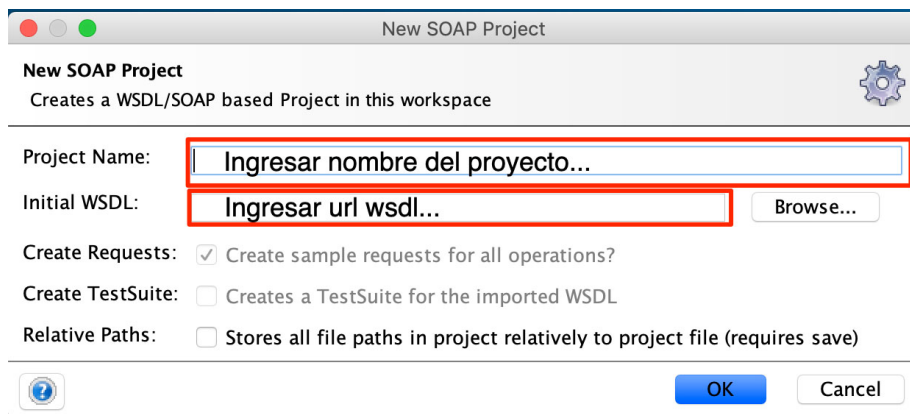 New SOAP Project
New SOAP Project
Creates a WSDL/SOAP based Project in this workspace
Project Name: Ingresar nombre del proyecto...
Initial WSDL: Ingresar url wsdl... Browse...
Create Requests: Create sample requests for all operations?
Create TestSuite: Creates a TestSuite for the imported WSDL
Relative Paths: Stores all file paths in project relatively to project file (requires save)
? OK Cancel